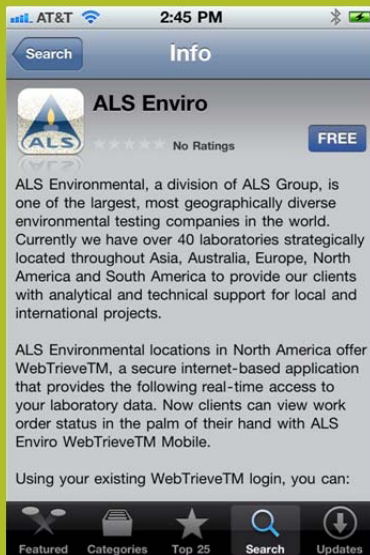 AT&T 2:45 PM
Search Info
ALS Enviro
ALS
No Ratings FREE
ALS Environmental, a division of ALS Group, is
one of the largest, most geographically diverse
environmental testing companies in the world.
Currently we have over 40 laboratories strategically
located throughout Asia, Australia, Europe, North
America and South America to provide our clients
with analytical and technical support for local and
international projects.
ALS Environmental locations in North America offer
WebTrieveTM, a secure internet-based application
that provides the following real-time access to
your laboratory data. Now clients can view work
order status in the palm of their hand with ALS
Enviro WebTrieveTM Mobile.
Using your existing WebTrieveTM login, you can:
Featured Categories Top 25 Search Updates